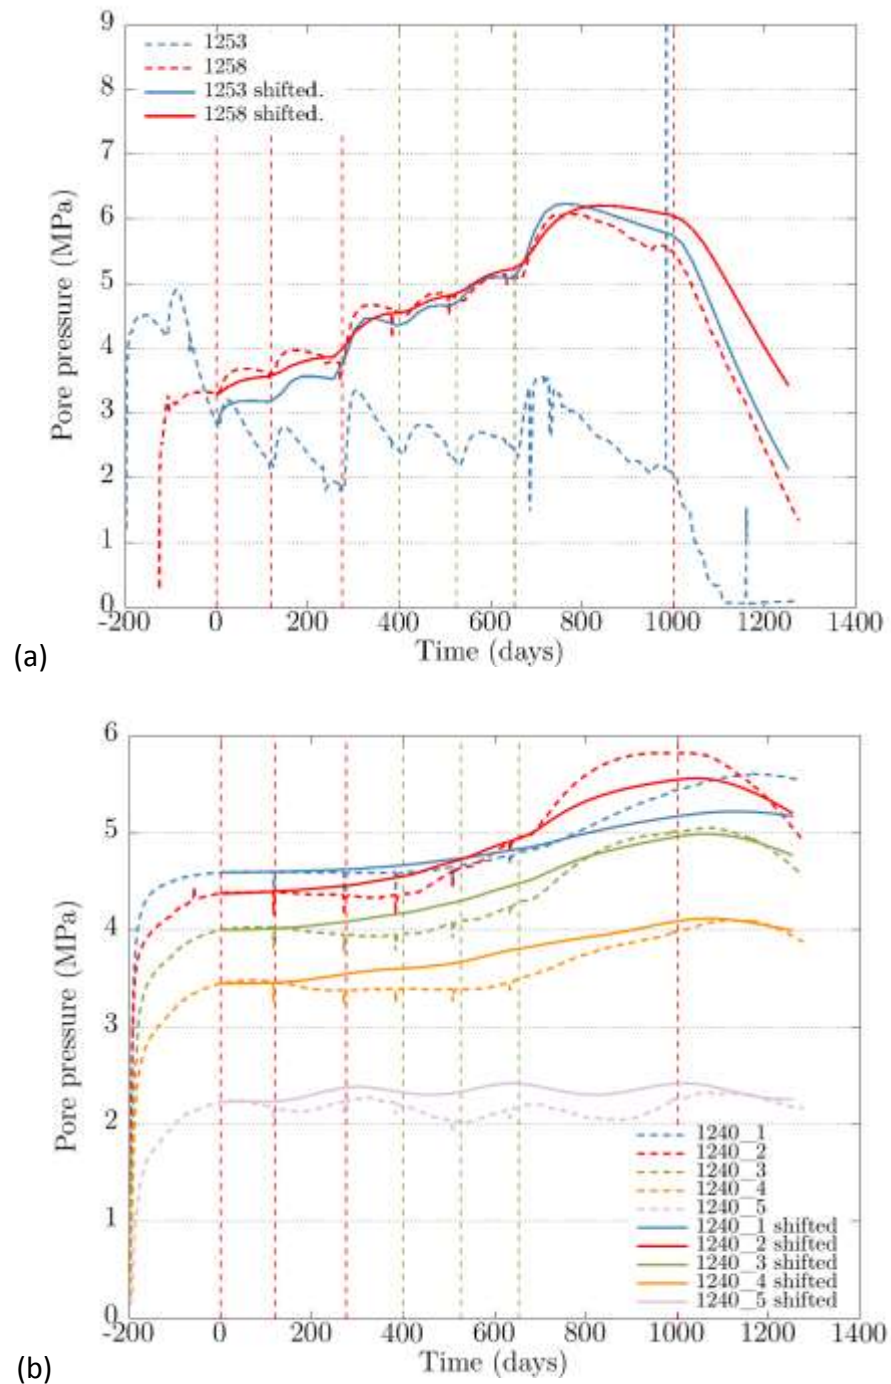 9
8
7
6
5
4
3
2
1
0
Pore pressure (MPa)
1253
1258
1253 shifted.
1258 shifted.
-200 0 200 400 600 800 1000 1200 1400
Time (days)
(a)
6
5
4
3
2
1
0
Pore pressure (MPa)
1240_1
1240_2
1240_3
1240_4
1240_5
1240_1 shifted
1240_2 shifted
1240_3 shifted
1240_4 shifted
1240_5 shifted
-200 0 200 400 600 800 1000 1200 1400
Time (days)
(b)